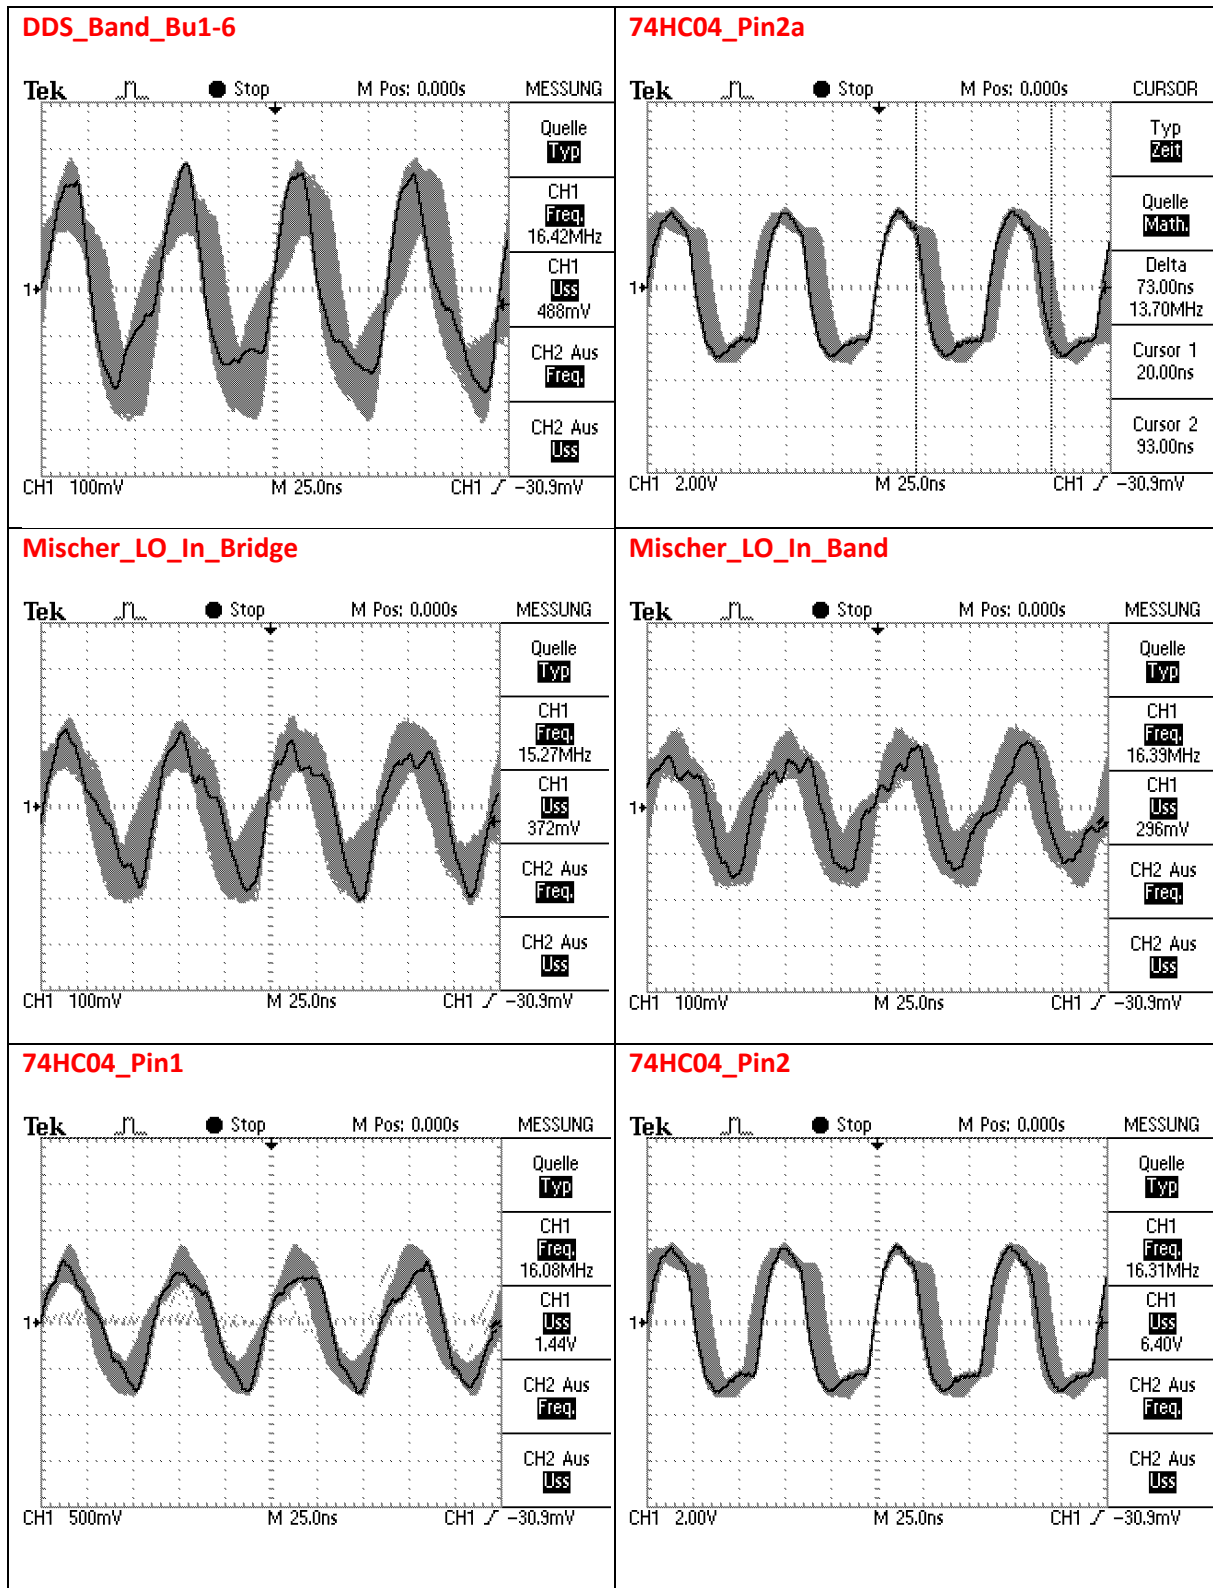 DDS_Band_Bu1-6
Tek Stop M Pos: 0.000s MESSUNG
Quelle
Typ
CH1
Freq.
16.42MHz
CH1
Uss
488mV
CH2 Aus
Freq.
CH2 Aus
Uss
1
CH1 100mV M 25.0ns CH1 -30.9mV
74HC04_Pin2a
Tek Stop M Pos: 0.000s CURSOR
Typ
Zeit
Quelle
Math.
Delta
73.00ns
13.70MHz
Cursor 1
20.00ns
Cursor 2
93.00ns
1
CH1 2.00V M 25.0ns CH1 -30.9mV
Mischer_LO_In_Bridge
Tek Stop M Pos: 0.000s MESSUNG
Quelle
Typ
CH1
Freq.
15.27MHz
CH1
Uss
372mV
CH2 Aus
Freq.
CH2 Aus
Uss
1
CH1 100mV M 25.0ns CH1 -30.9mV
Mischer_LO_In_Band
Tek Stop M Pos: 0.000s MESSUNG
Quelle
Typ
CH1
Freq.
16.39MHz
CH1
Uss
296mV
CH2 Aus
Freq.
CH2 Aus
Uss
1
CH1 100mV M 25.0ns CH1 -30.9mV
74HC04_Pin1
Tek Stop M Pos: 0.000s MESSUNG
Quelle
Typ
CH1
Freq.
16.08MHz
CH1
Uss
1.44V
CH2 Aus
Freq.
CH2 Aus
Uss
1
CH1 500mV M 25.0ns CH1 -30.9mV
74HC04_Pin2
Tek Stop M Pos: 0.000s MESSUNG
Quelle
Typ
CH1
Freq.
16.31MHz
CH1
Uss
6.40V
CH2 Aus
Freq.
CH2 Aus
Uss
1
CH1 2.00V M 25.0ns CH1 -30.9mV